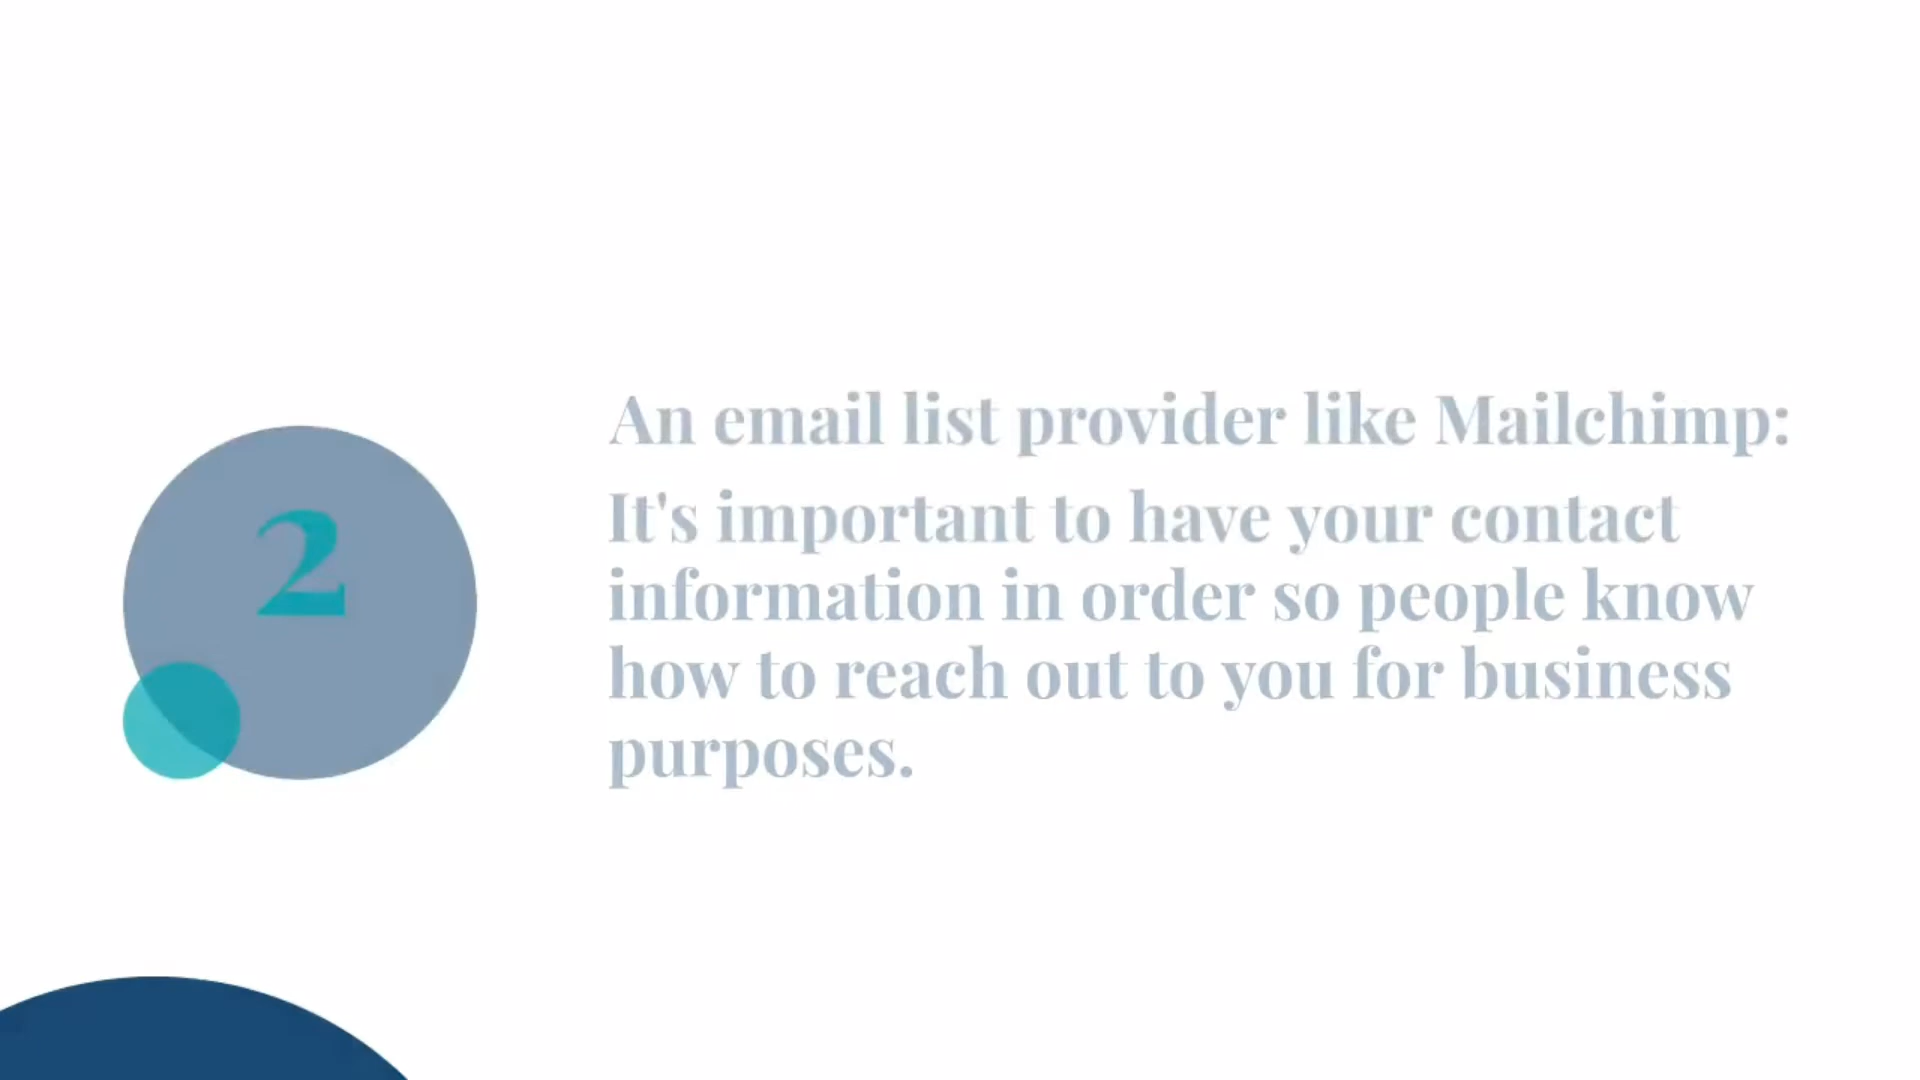 2
An email list provider like Mailchimp:
It's important to have your contact
information in order so people know
how to reach out to you for business
purposes.